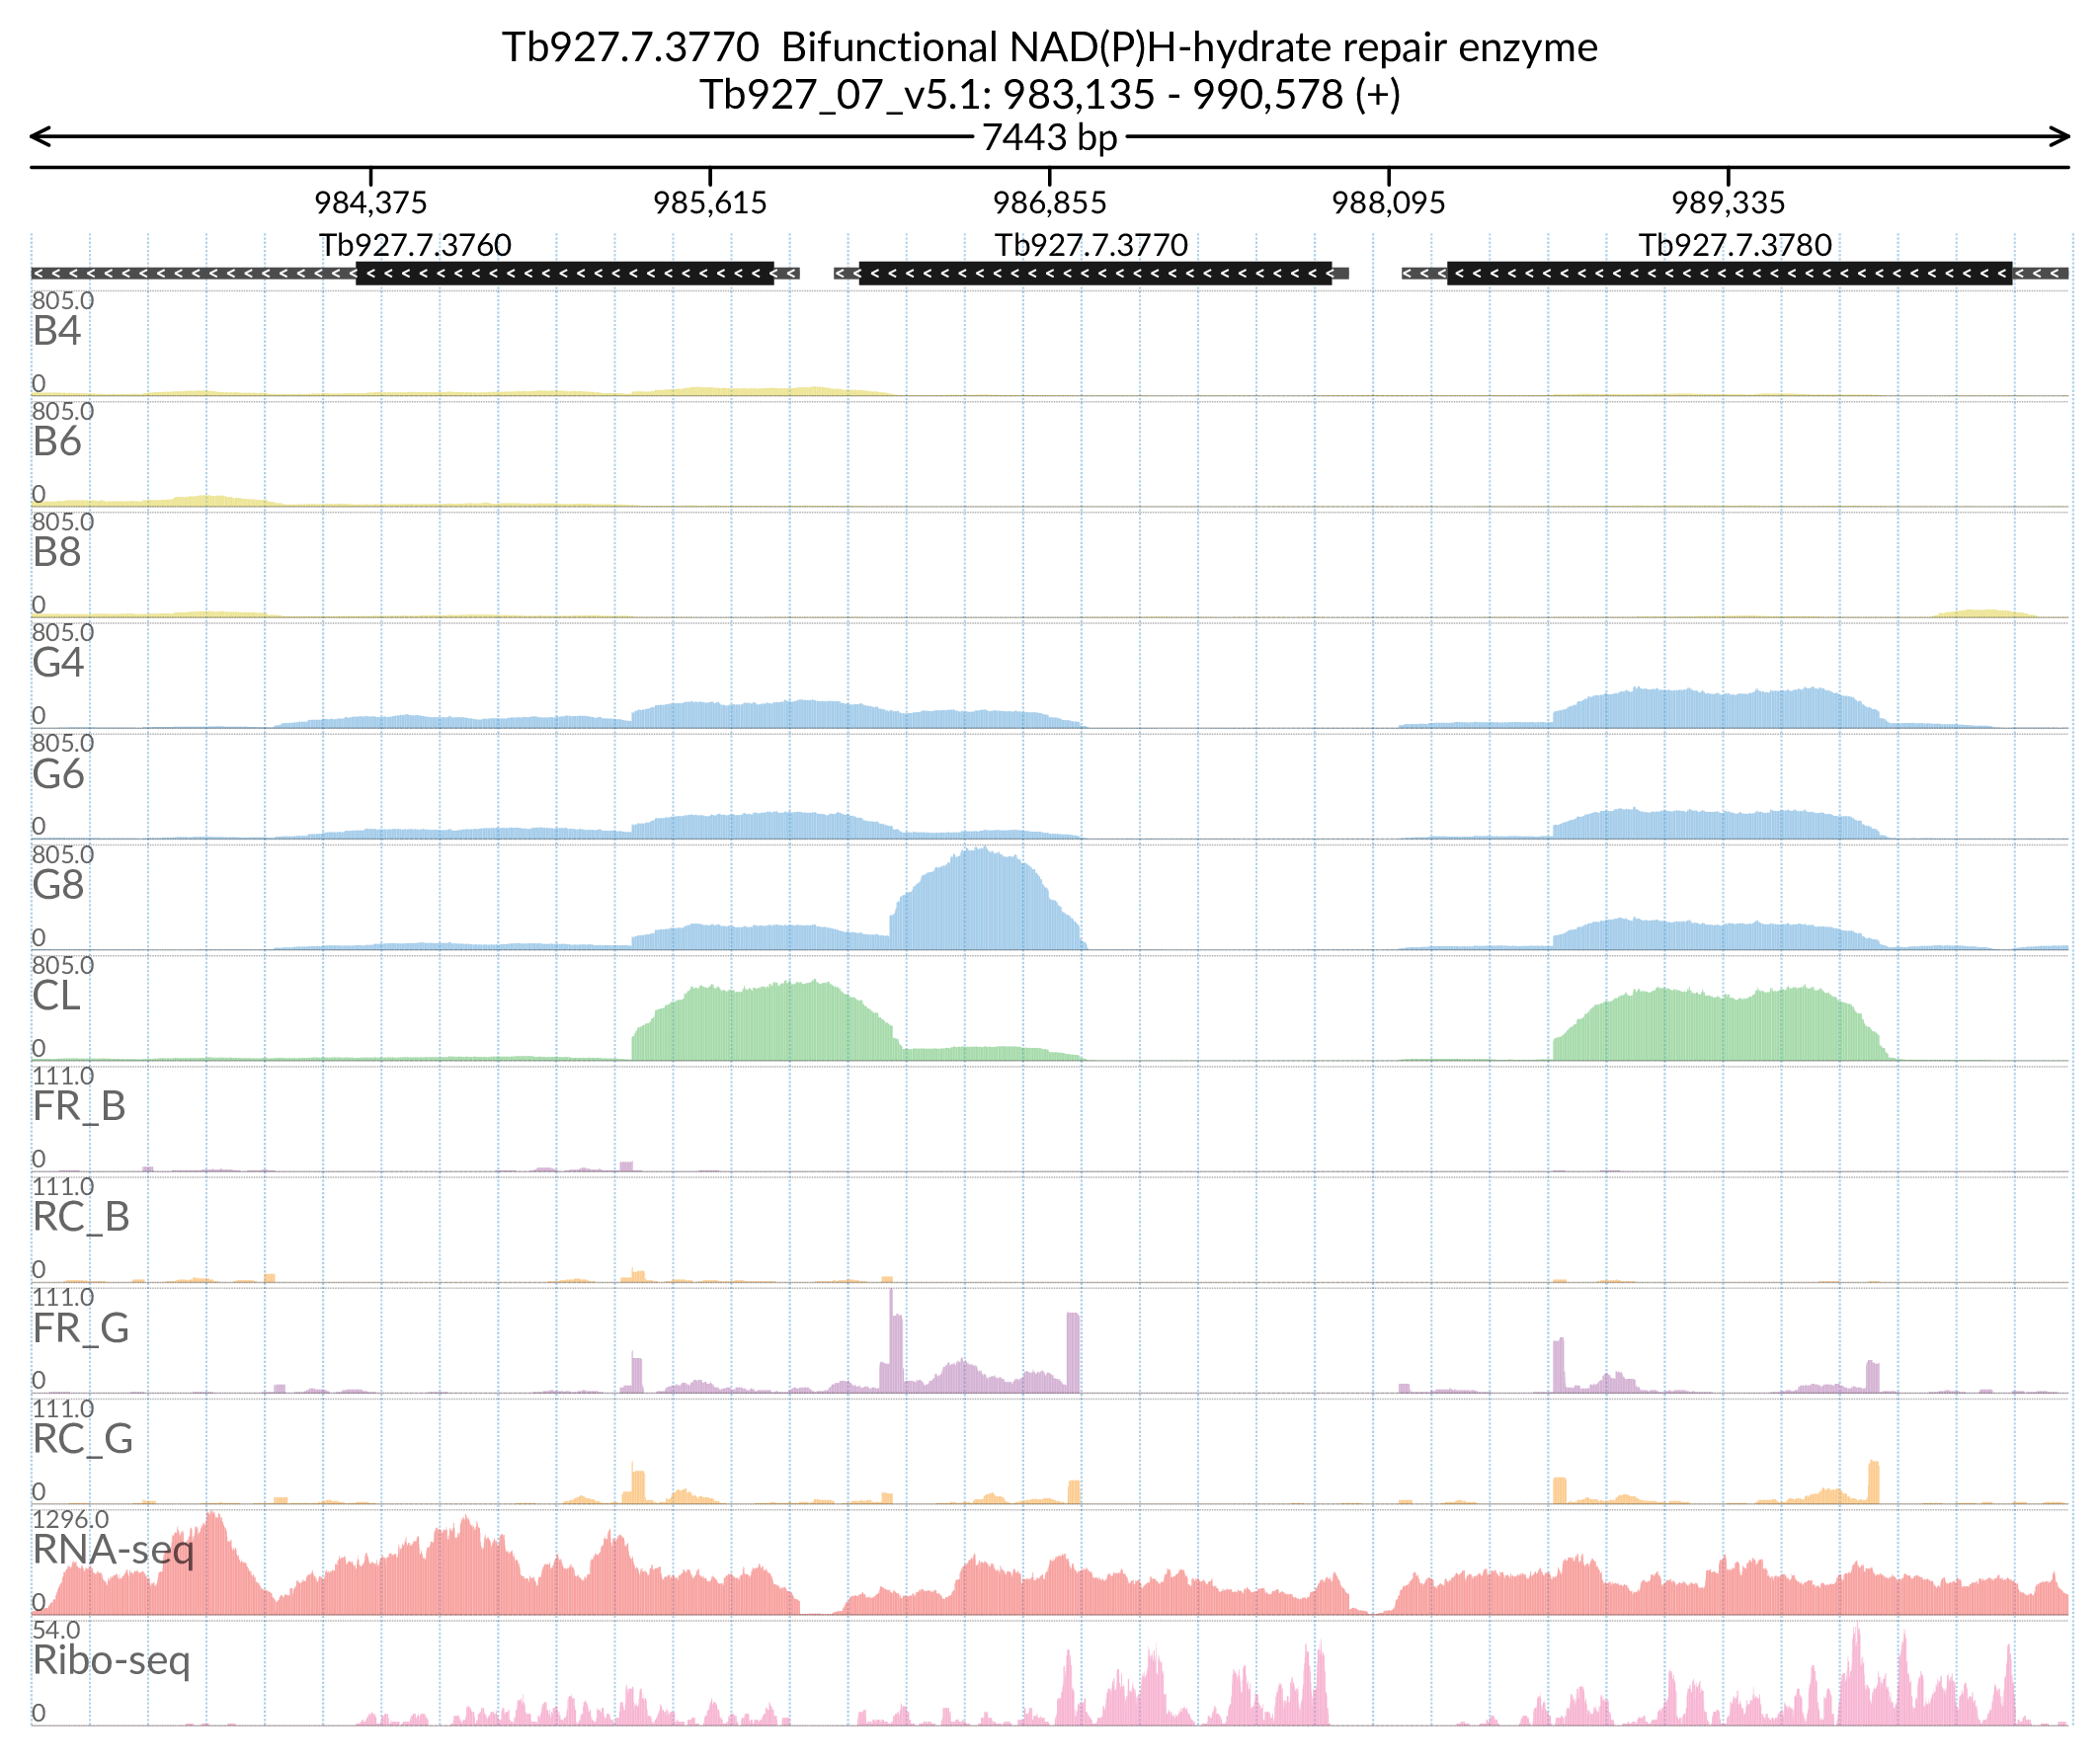 Tb927.7.3770  Bifunctional NAD(P)H-hydrate repair enzyme
Tb927_07_v5.1: 983,135 - 990,578 (+)
7443 bp
984,375 985,615 986,855 988,095 989,335
Tb927.7.3760 Tb927.7.3770 Tb927.7.3780
805.0
B4
0
805.0
B6
0
805.0
B8
0
805.0
G4
0
805.0
G6
0
805.0
G8
0
805.0
CL
0
111.0
FR_B
0
111.0
RC_B
0
111.0
FR_G
0
111.0
RC_G
0
1296.0
RNA-seq
0
54.0
Ribo-seq
0